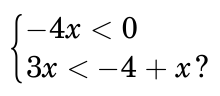 −4x < 0
3x < −4 + x?